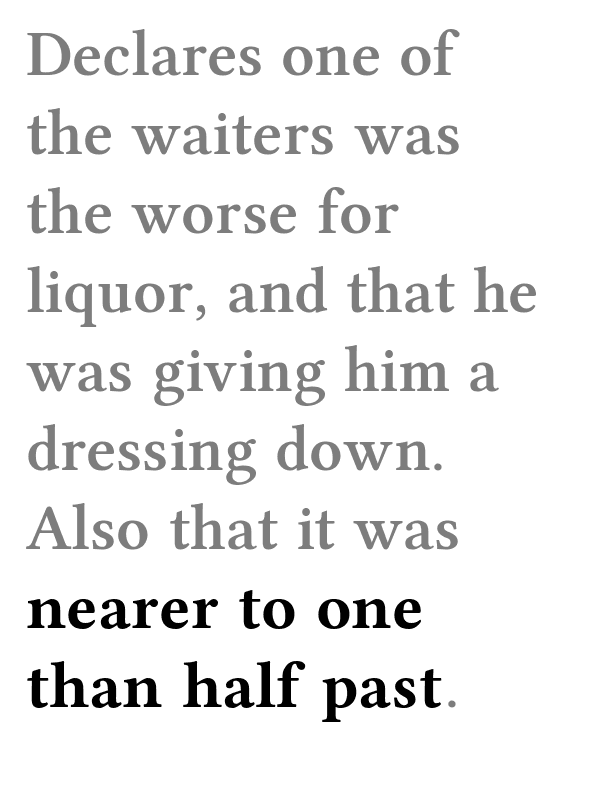 Declares one of
the waiters was
the worse for
liquor, and that he
was giving him a
dressing down.
Also that it was
nearer to one
than half past.